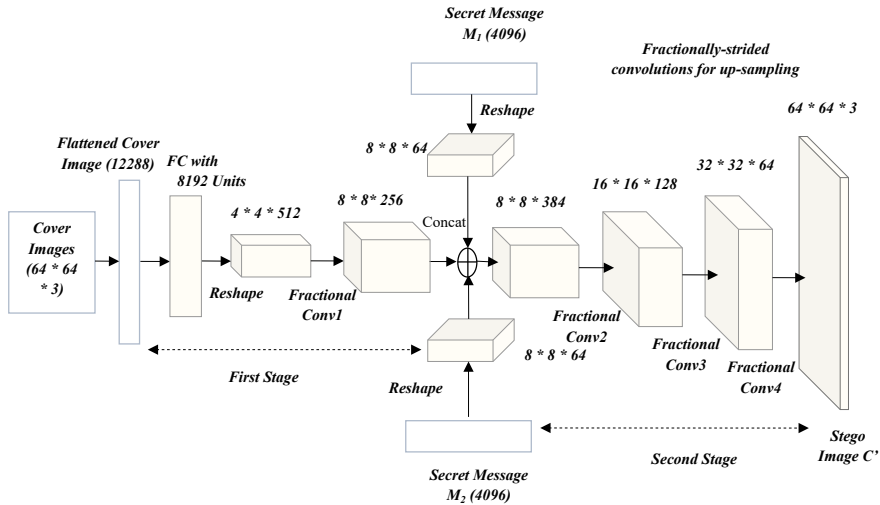 Secret Message
M1 (4096)
Fractionally-strided
convolutions for up-sampling
Reshape
64 * 64 * 3
Flattened Cover
Image (12288)
FC with
8192 Units
8 * 8 * 64
32 * 32 * 64
16 * 16 * 128
8 * 8* 256
8 * 8 * 384
4 * 4 * 512
Concat
Cover
Images
(64 * 64
* 3)
Reshape
Fractional
Conv1
Fractional
Conv2
Fractional
Conv3
Fractional
Conv4
8 * 8 * 64
First Stage
Reshape
Second Stage
Stego
Image C’
Secret Message
M2 (4096)